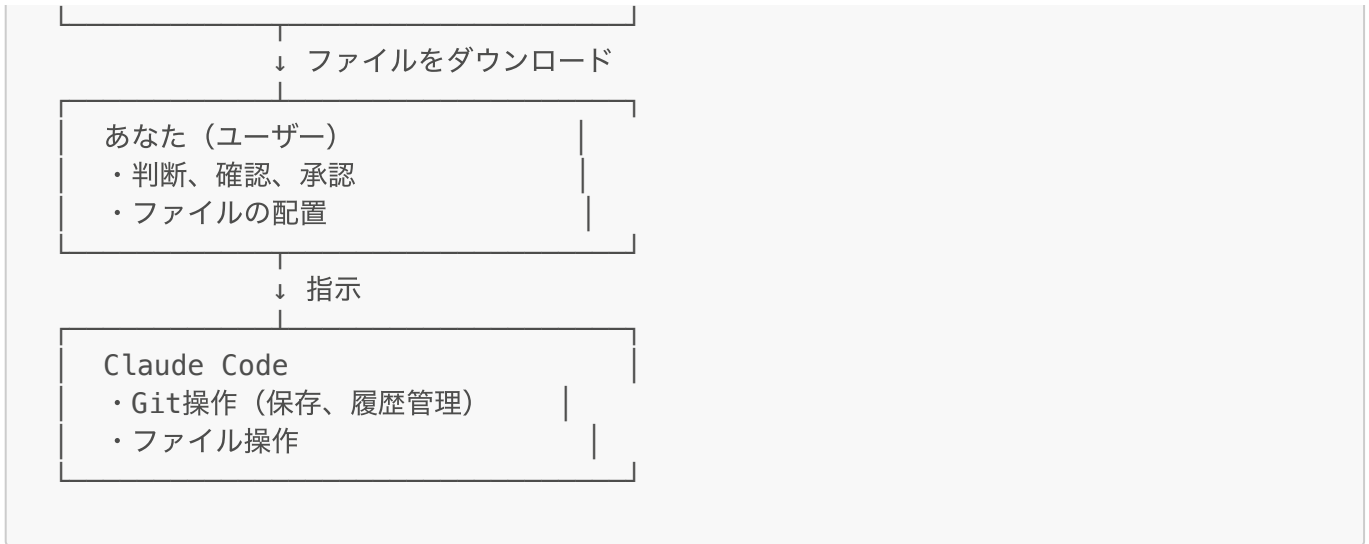 ↓ ファイルをダウンロード
あなた（ユーザー）
・判断、確認、承認
・ファイルの配置
↓ 指示
Claude Code
・Git操作（保存、履歴管理）
・ファイル操作